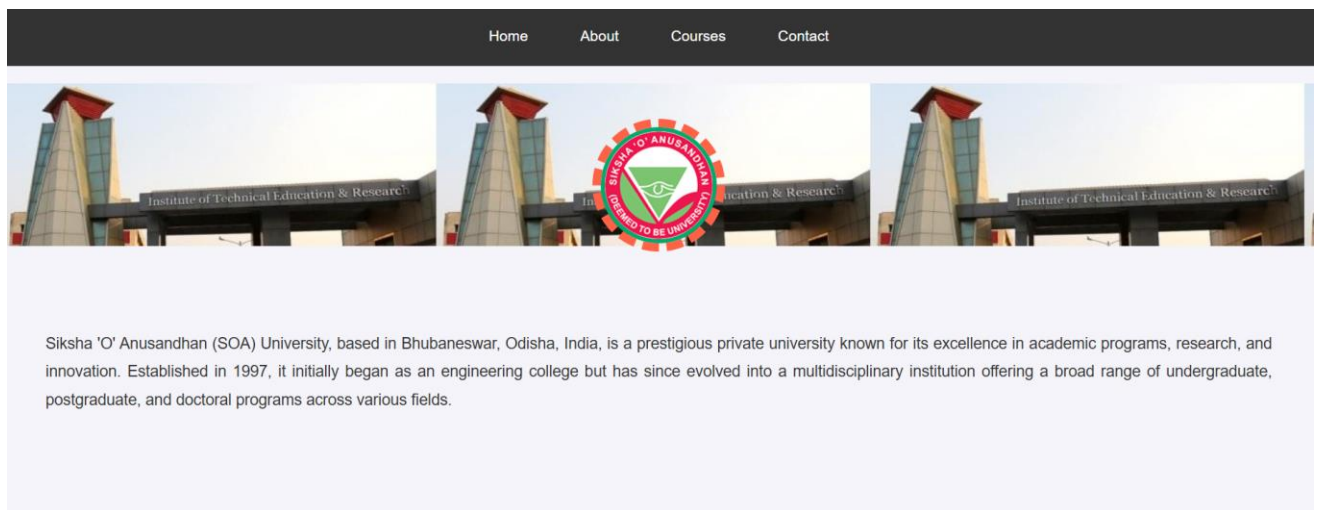 Home About Courses Contact
Institute of Technical Education & Research
In
ucation & Research
Institute of Technical Education & Research
SIKSHA 'O' ANUSANDHAN
(DEEMED TO BE UNIVERSITY)
Siksha 'O' Anusandhan (SOA) University, based in Bhubaneswar, Odisha, India, is a prestigious private university known for its excellence in academic programs, research, and
innovation. Established in 1997, it initially began as an engineering college but has since evolved into a multidisciplinary institution offering a broad range of undergraduate,
postgraduate, and doctoral programs across various fields.